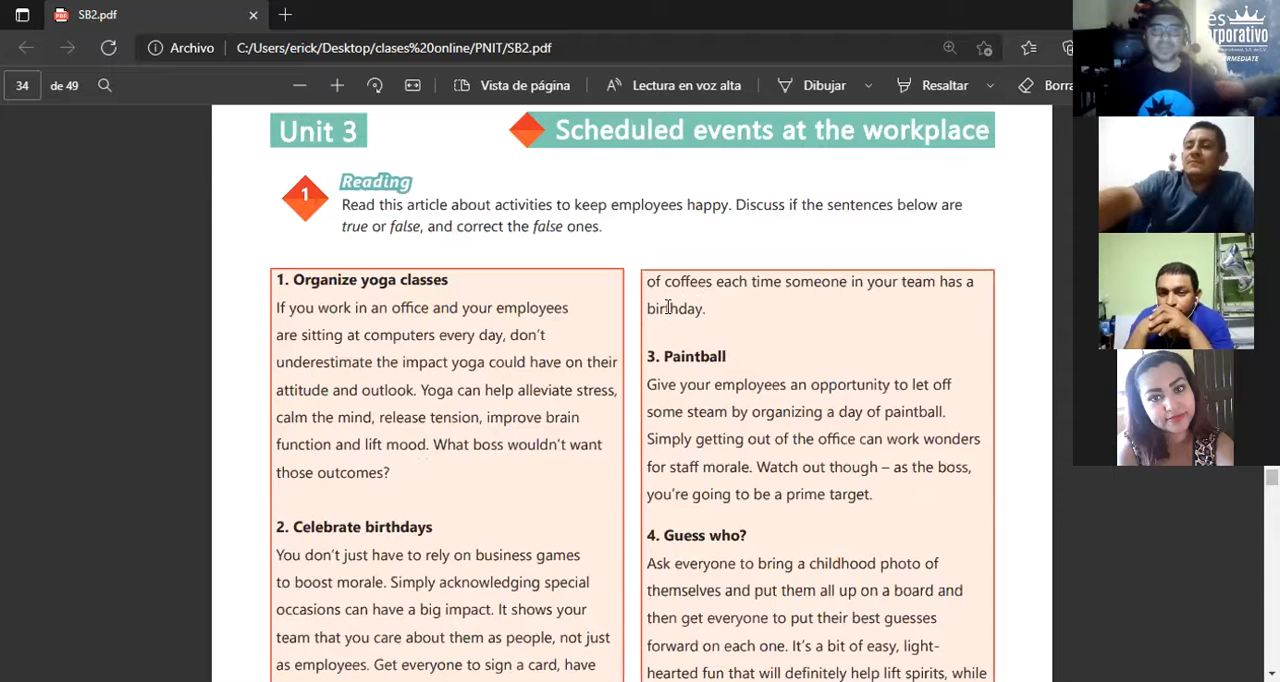 SB2.pdf
Archivo
C:/Users/erick/Desktop/clases%20online/PNIT/SB2.pdf
34
de 49
Vista de página
Lectura en voz alta
Dibujar
Resaltar
Borra
es
Corporativo
Unit 3
Scheduled events at the workplace
1
Reading
Read this article about activities to keep employees happy. Discuss if the sentences below are
true or false, and correct the false ones.
1. Organize yoga classes
If you work in an office and your employees
are sitting at computers every day, don't
underestimate the impact yoga could have on their
attitude and outlook. Yoga can help alleviate stress,
calm the mind, release tension, improve brain
function and lift mood. What boss wouldn't want
those outcomes?
2. Celebrate birthdays
You don't just have to rely on business games
to boost morale. Simply acknowledging special
occasions can have a big impact. It shows your
team that you care about them as people, not just
as employees. Get everyone to sign a card, have
of coffees each time someone in your team has a
birthday.
3. Paintball
Give your employees an opportunity to let off
some steam by organizing a day of paintball.
Simply getting out of the office can work wonders
for staff morale. Watch out though – as the boss,
you're going to be a prime target.
4. Guess who?
Ask everyone to bring a childhood photo of
themselves and put them all up on a board and
then get everyone to put their best guesses
forward on each one. It's a bit of easy, light-
hearted fun that will definitely help lift spirits, while